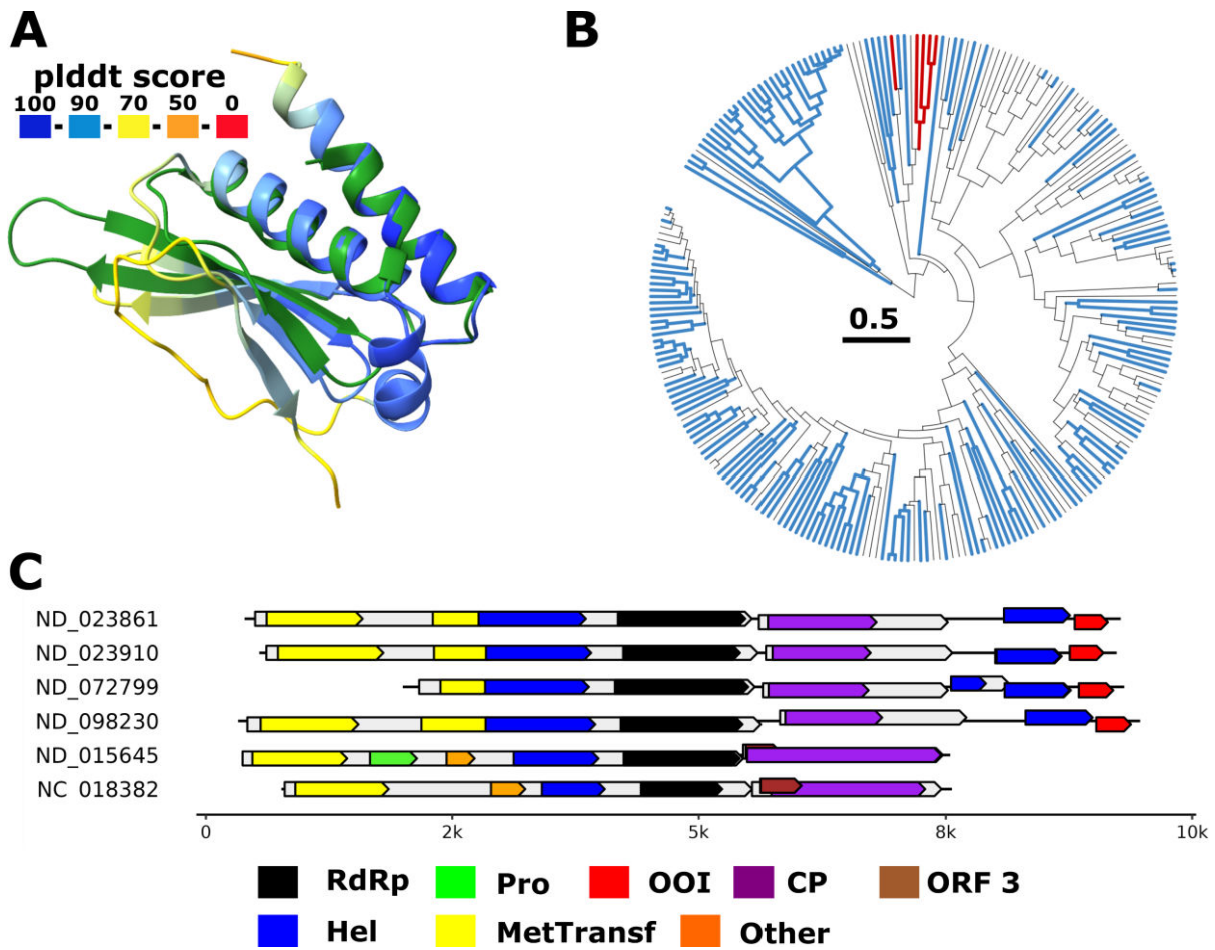 A
plddt score
100 90 70 50 0
B
0.5
C
ND_023861
ND_023910
ND_072799
ND_098230
ND_015645
NC_018382
0 2k 5k 8k 10k
RdRp Pro OOI CP ORF 3
Hel MetTransf Other